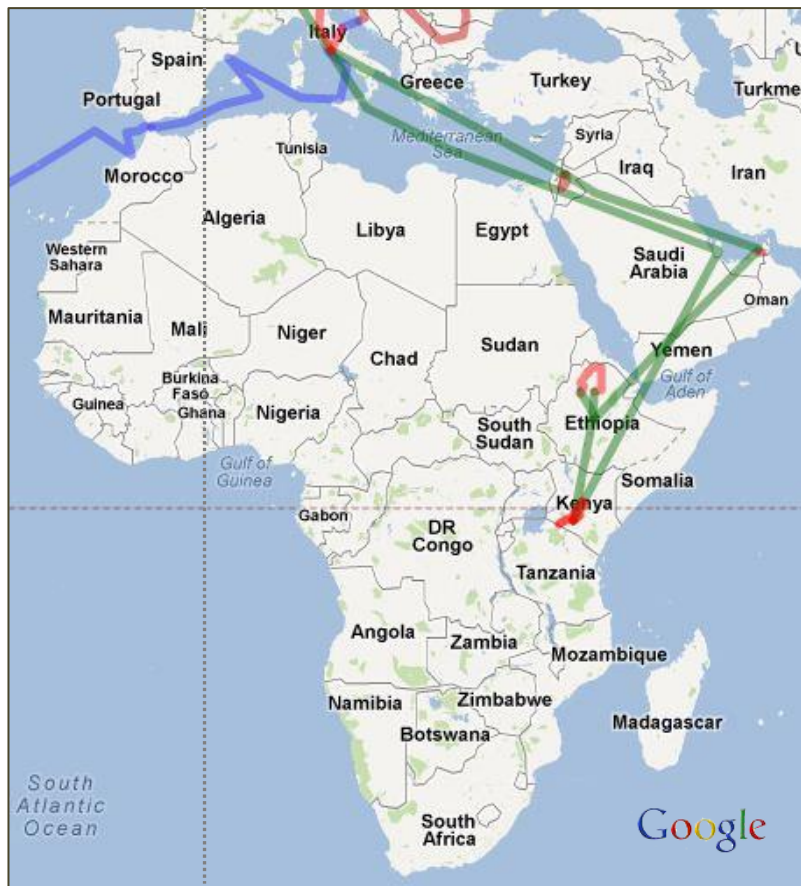 Italy
Spain
Greece
Turkey
Portugal
Turkme
Mediterranean
Sea
Syria
Tunisia
Iraq
Iran
Morocco
Algeria
Libya
Egypt
Western
Sahara
Saudi
Arabia
Oman
Mauritania
Mali
Niger
Chad
Sudan
Yemen
Gulf of
Aden
Burkina
Faso
Guinea
Ghana
Nigeria
Ethiopia
South
Sudan
Gulf of
Guinea
Somalia
Kenya
Gabon
DR
Congo
Tanzania
Angola
Zambia
Mozambique
Namibia
Zimbabwe
Madagascar
Botswana
South
Atlantic
Ocean
South
Africa
Google